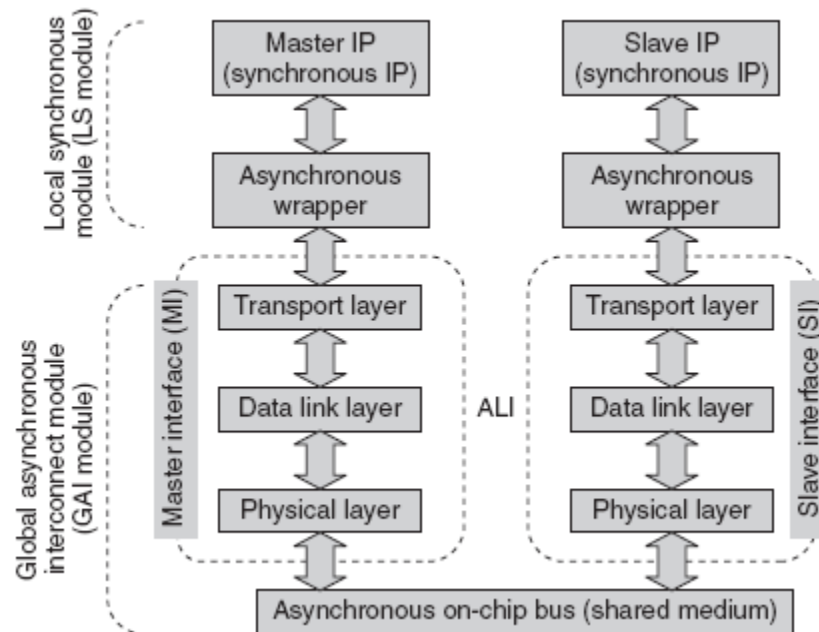 Master IP
(synchronous IP)
Slave IP
(synchronous IP)
Local synchronous
module (LS module)
Asynchronous
wrapper
Asynchronous
wrapper
Global asynchronous
interconnect module
(GAI module)
Master interface (MI)
Transport layer
Transport layer
Slave interface (SI)
Data link layer
ALI
Data link layer
Physical layer
Physical layer
Asynchronous on-chip bus (shared medium)